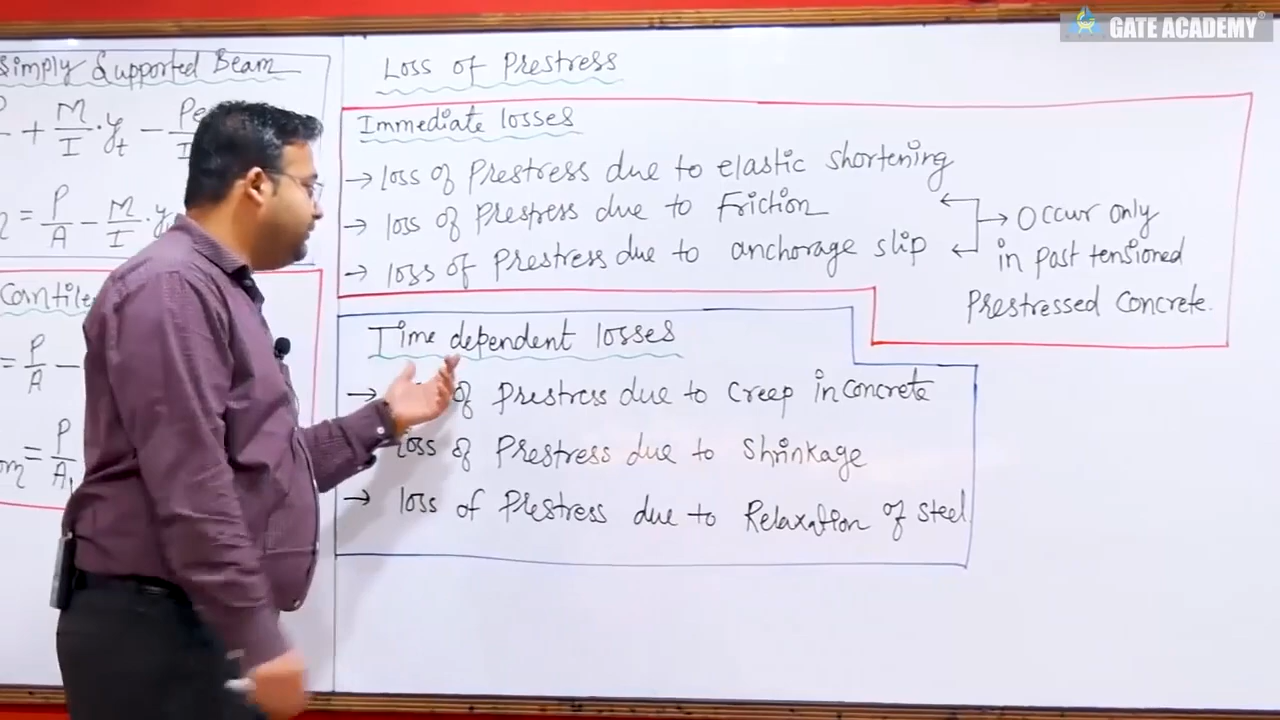 GATE ACADEMY
Simply Supported Beam
+ M/I · yt − Pe
= P/A − M/I · y
= P/A −
= P/A1
Loss of Prestress
Immediate losses
→ loss of Prestress due to elastic shortening
→ loss of Prestress due to Friction
→ loss of Prestress due to anchorage slip
→ Occur only
in post tensioned
Prestressed Concrete.
Time dependent losses
→ of Prestress due to Creep in concrete
loss of Prestress due to Shrinkage
→ loss of Prestress due to Relaxation of steel